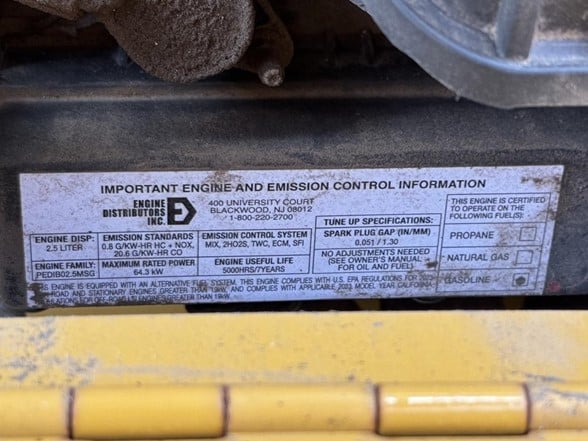 IMPORTANT ENGINE AND EMISSION CONTROL INFORMATION
ENGINE
DISTRIBUTORS
INC.
400 UNIVERSITY COURT
BLACKWOOD, NJ 08012
1-800-220-2700
ENGINE DISP:
2.5 LITER
EMISSION STANDARDS
0.8 G/KW-HR HC + NOX,
20.6 G/KW-HR CO
EMISSION CONTROL SYSTEM
MIX, 2HO2S, TWC, ECM, SFI
ENGINE FAMILY:
PEDIB02.5MSG
MAXIMUM RATED POWER
64.3 kW
ENGINE USEFUL LIFE
5000HRS/7YEARS
TUNE UP SPECIFICATIONS:
SPARK PLUG GAP (IN/MM)
0.051 / 1.30
NO ADJUSTMENTS NEEDED
(SEE OWNER'S MANUAL
FOR OIL AND FUEL)
THIS ENGINE IS CERTIFIED
TO OPERATE ON THE
FOLLOWING FUEL(S):
PROPANE
NATURAL GAS
GASOLINE
ENGINE IS EQUIPPED WITH AN ALTERNATIVE FUEL SYSTEM. THIS ENGINE COMPLIES WITH U.S. EPA REGULATIONS FOR
ROAD AND STATIONARY ENGINES GREATER THAN 19kW, AND COMPLIES WITH APPLICABLE 2023 MODEL YEAR CALIFORNIA
FOR OFF-ROAD LSI ENGINES GREATER THAN 19kW.